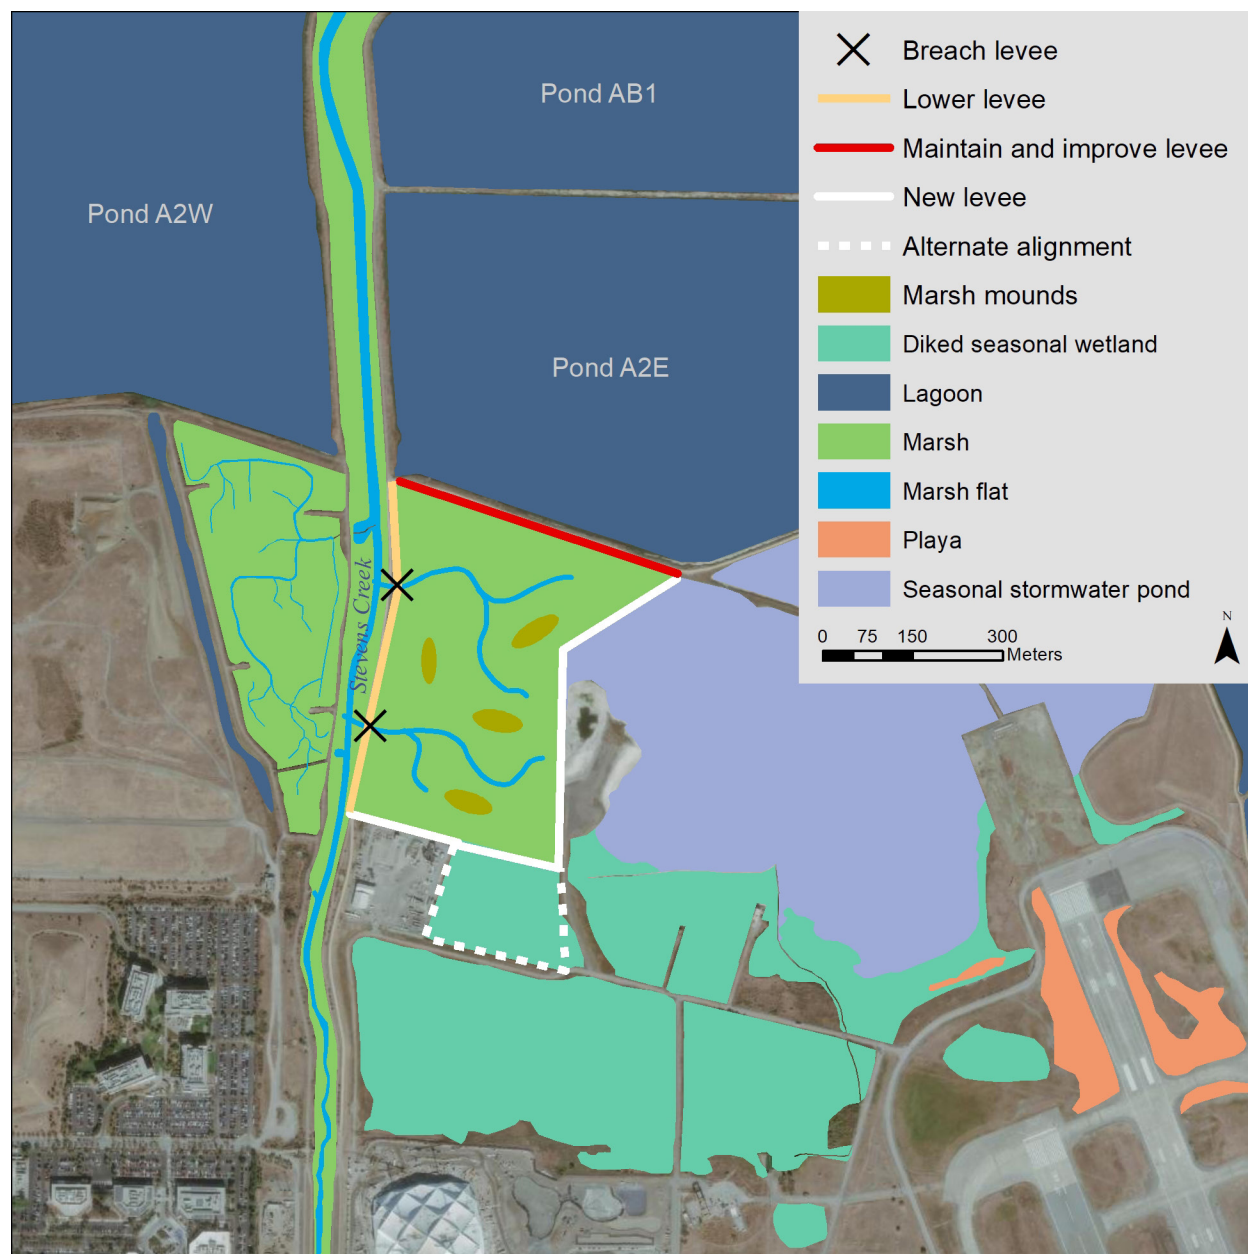 Pond AB1
Pond A2W
Pond A2E
Stevens Creek
Breach levee
Lower levee
Maintain and improve levee
New levee
Alternate alignment
Marsh mounds
Diked seasonal wetland
Lagoon
Marsh
Marsh flat
Playa
Seasonal stormwater pond
N
0 75 150 300
Meters